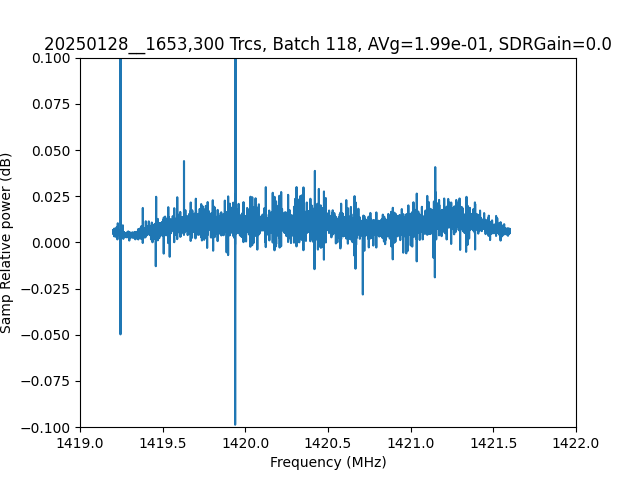 20250128__1653,300 Trcs, Batch 118, AVg=1.99e-01, SDRGain=0.0
0.100
0.075
0.050
0.025
0.000
−0.025
−0.050
−0.075
−0.100
Samp Relative power (dB)
1419.0 1419.5 1420.0 1420.5 1421.0 1421.5 1422.0
Frequency (MHz)